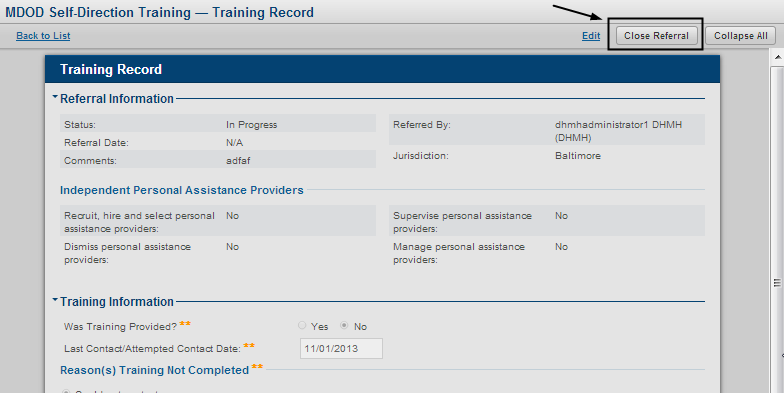 MDOD Self-Direction Training — Training Record
Back to List
Edit
Close Referral
Collapse All
Training Record
Referral Information
Status: In Progress
Referred By: dhmhadministrator1 DHMH (DHMH)
Referral Date: N/A
Comments: adfaf
Jurisdiction: Baltimore
Independent Personal Assistance Providers
Recruit, hire and select personal assistance providers: No
Supervise personal assistance providers: No
Dismiss personal assistance providers: No
Manage personal assistance providers: No
Training Information
Was Training Provided? ** Yes No
Last Contact/Attempted Contact Date: ** 11/01/2013
Reason(s) Training Not Completed **